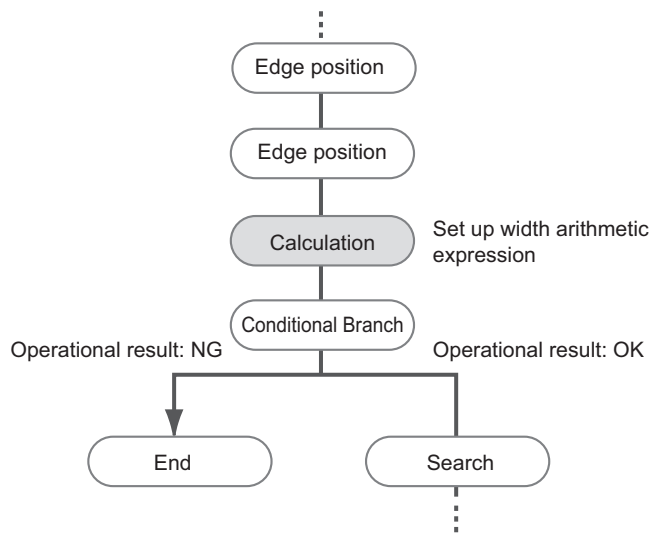 Edge position
Edge position
Calculation
Set up width arithmetic
expression
Conditional Branch
Operational result: NG
Operational result: OK
End
Search